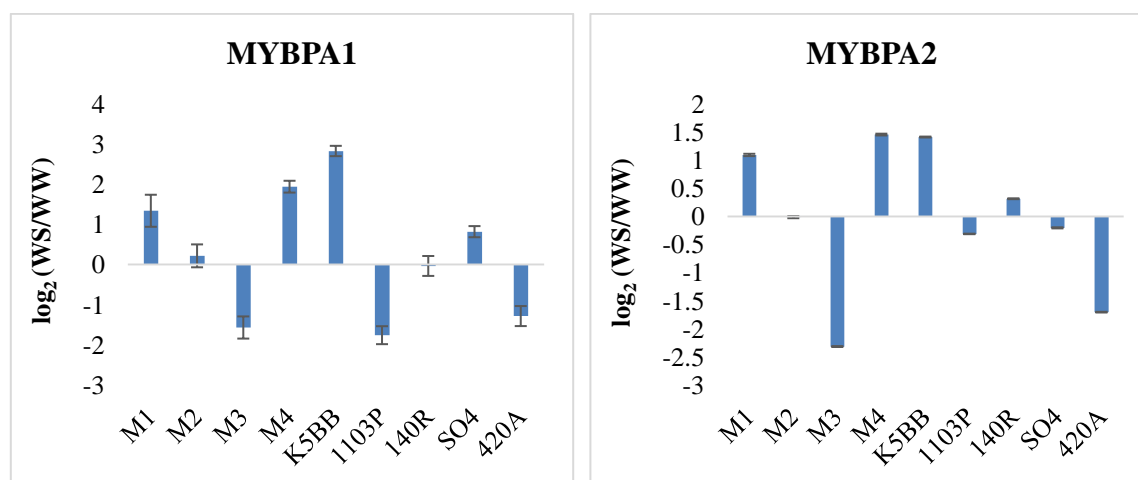 MYBPA1
log2 (WS/WW)
4
3
2
1
0
-1
-2
-3
M1
M2
M3
M4
K5BB
1103P
140R
SO4
420A
MYBPA2
log2 (WS/WW)
2
1.5
1
0.5
0
-0.5
-1
-1.5
-2
-2.5
-3
M1
M2
M3
M4
K5BB
1103P
140R
SO4
420A